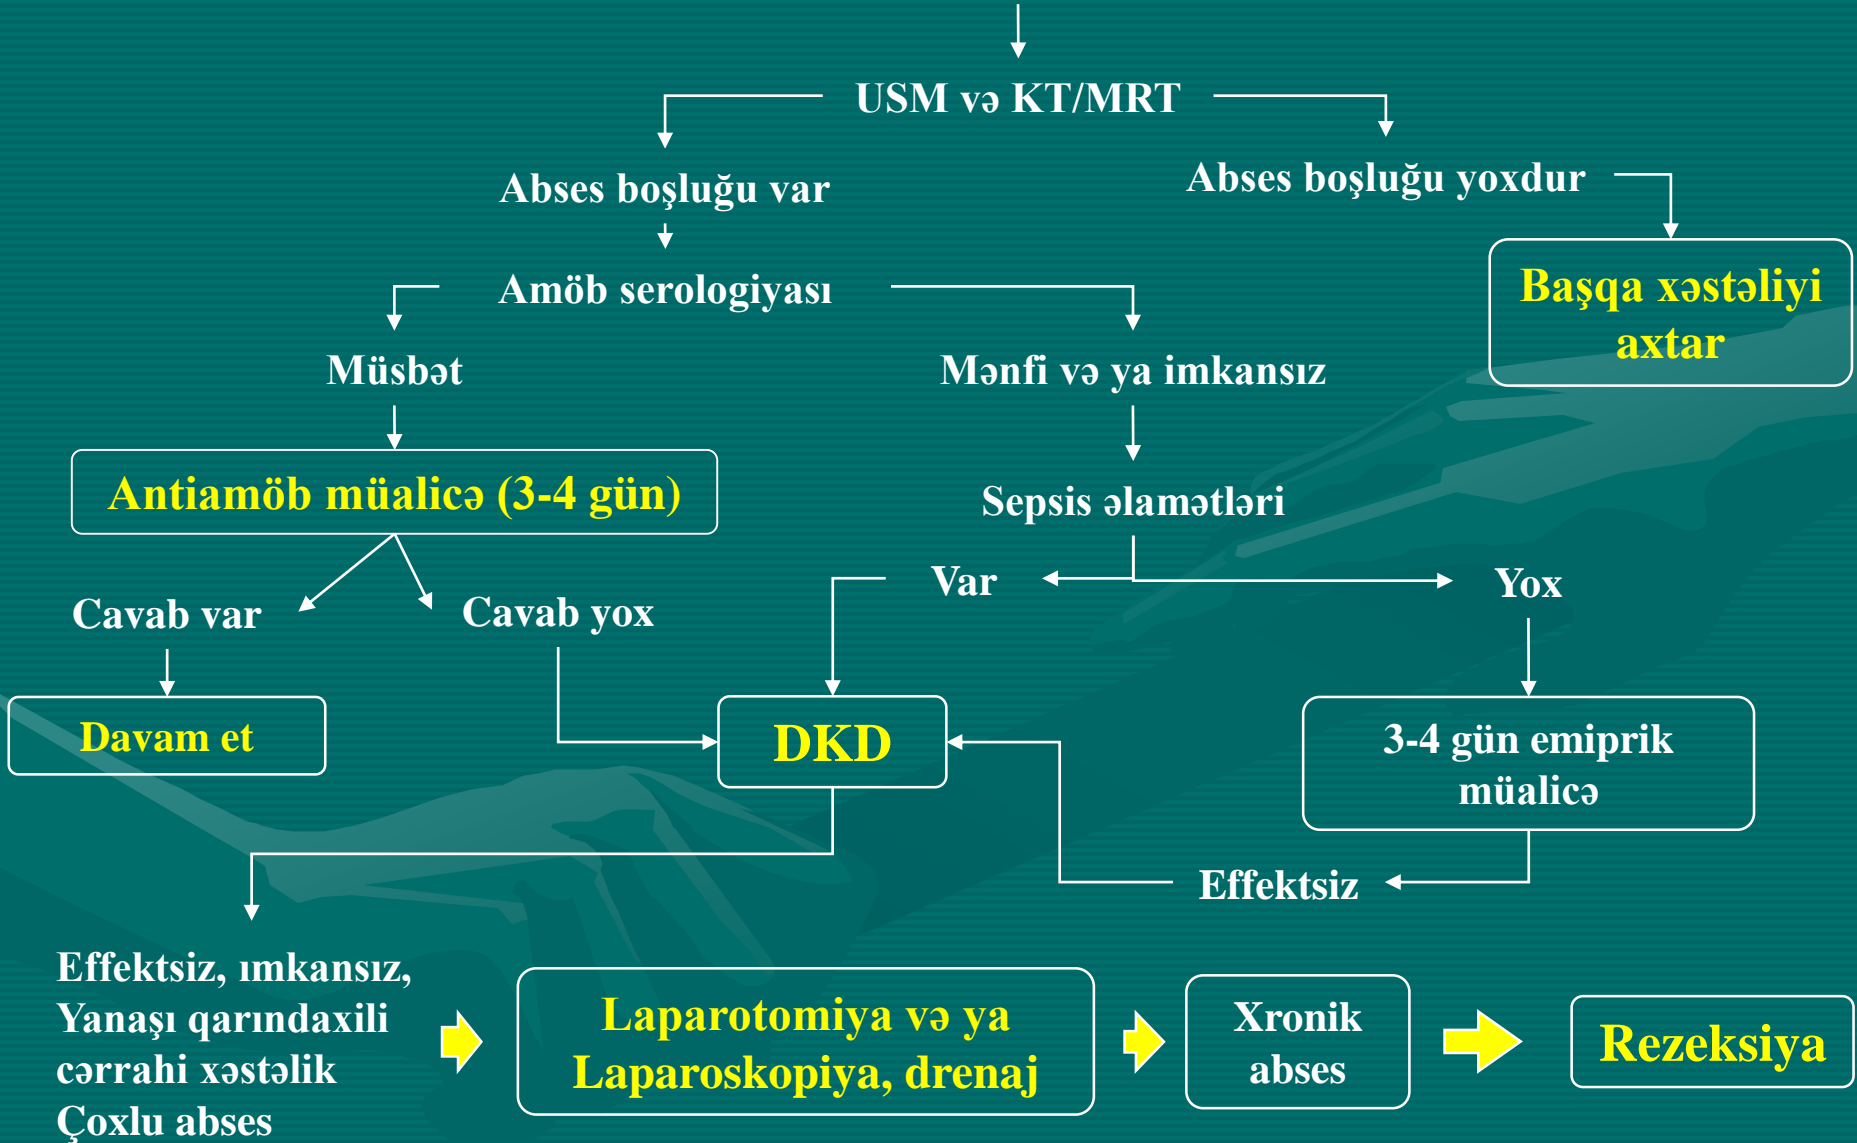 USM və KT/MRT
Abses boşluğu var
Abses boşluğu yoxdur
Amöb serologiyası
Başqa xəstəliyi
axtar
Müsbət
Mənfi və ya imkansız
Antiamöb müalicə (3-4 gün)
Sepsis əlamətləri
Var
Yox
Cavab var
Cavab yox
Davam et
DKD
3-4 gün emiprik
müalicə
Effektsiz
Effektsiz, ımkansız,
Yanaşı qarındaxili
cərrahi xəstəlik
Çoxlu abses
Laparotomiya və ya
Laparoskopiya, drenaj
Xronik
abses
Rezeksiya